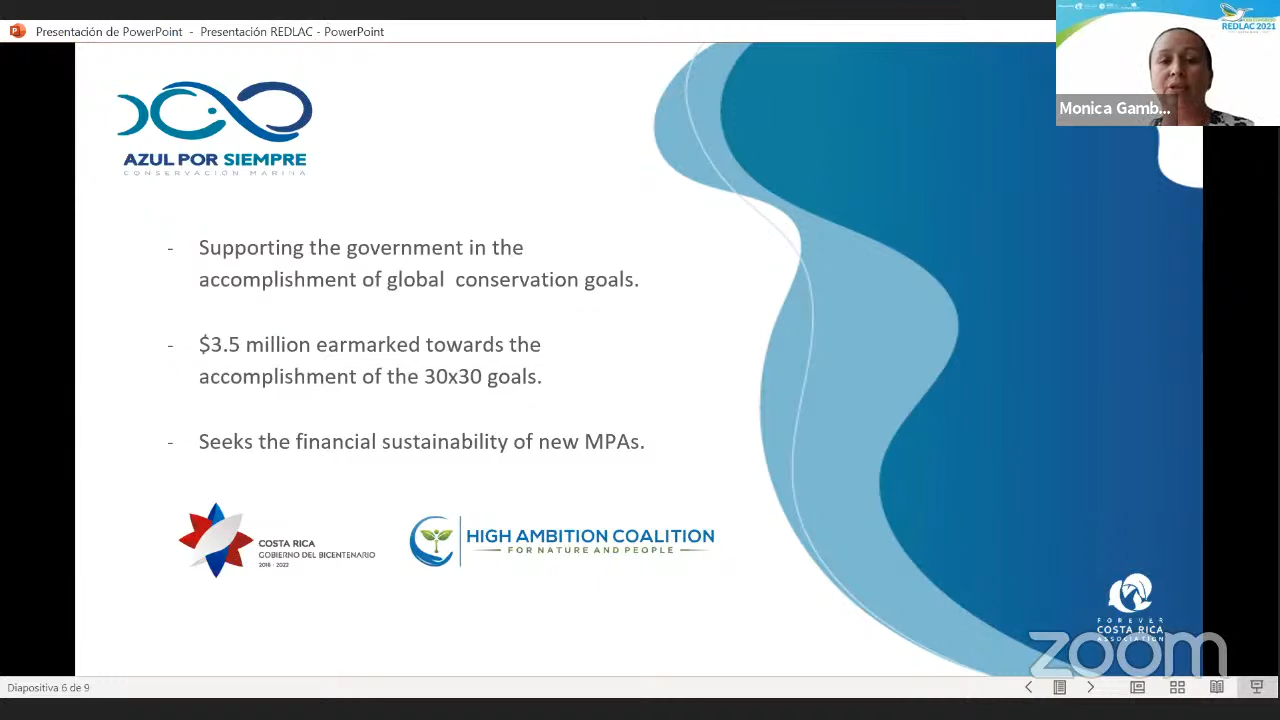 Presentación de PowerPoint - Presentación REDLAC - PowerPoint
REDLAC 2021
Monica Gamb...
AZUL POR SIEMPRE
CONSERVACIÓN MARINA
- Supporting the government in the
accomplishment of global conservation goals.
- $3.5 million earmarked towards the
accomplishment of the 30x30 goals.
- Seeks the financial sustainability of new MPAs.
COSTA RICA
GOBIERNO DEL BICENTENARIO
2018 - 2022
HIGH AMBITION COALITION
FOR NATURE AND PEOPLE
FOREVER
COSTA RICA
ASSOCIATION
zoom
Diapositiva 6 de 9